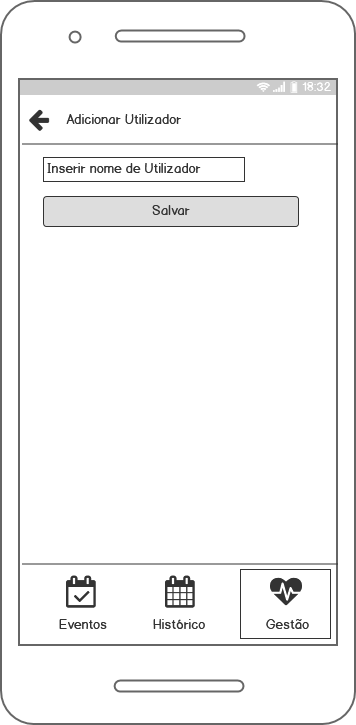 18:32
Adicionar Utilizador
Inserir nome de Utilizador
Salvar
Eventos
Histórico
Gestão